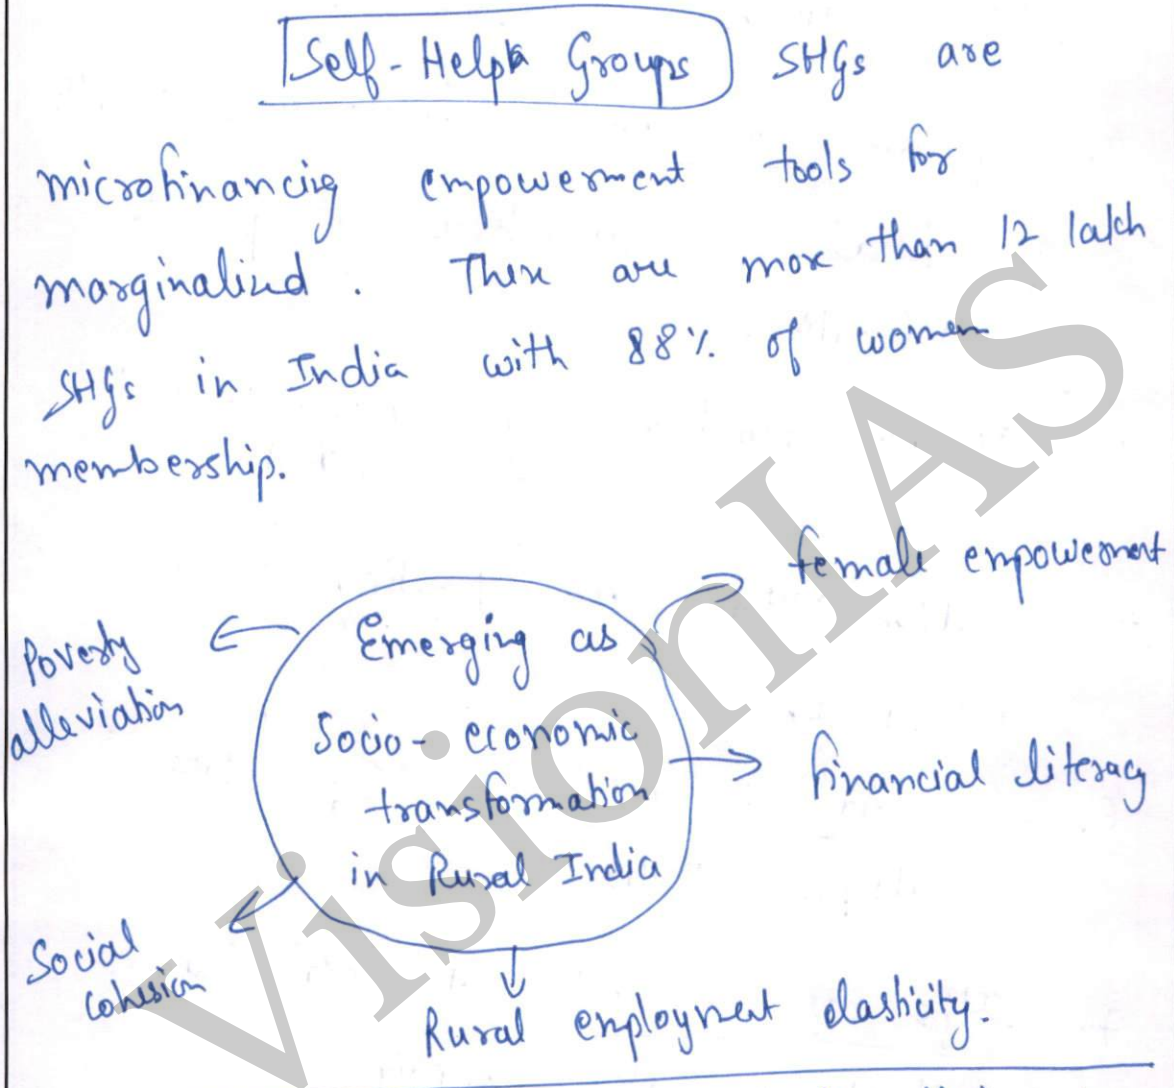 Self-Help Groups SHGs are
microfinancing empowerment tools for
marginalized. There are more than 12 lakh
SHGs in India with 88% of women
membership.
female empowerment
Poverty
alleviation
Emerging as
Socio-economic
transformation
in Rural India
financial literacy
Social
Cohesion
Rural employment elasticity.
VisionIAS